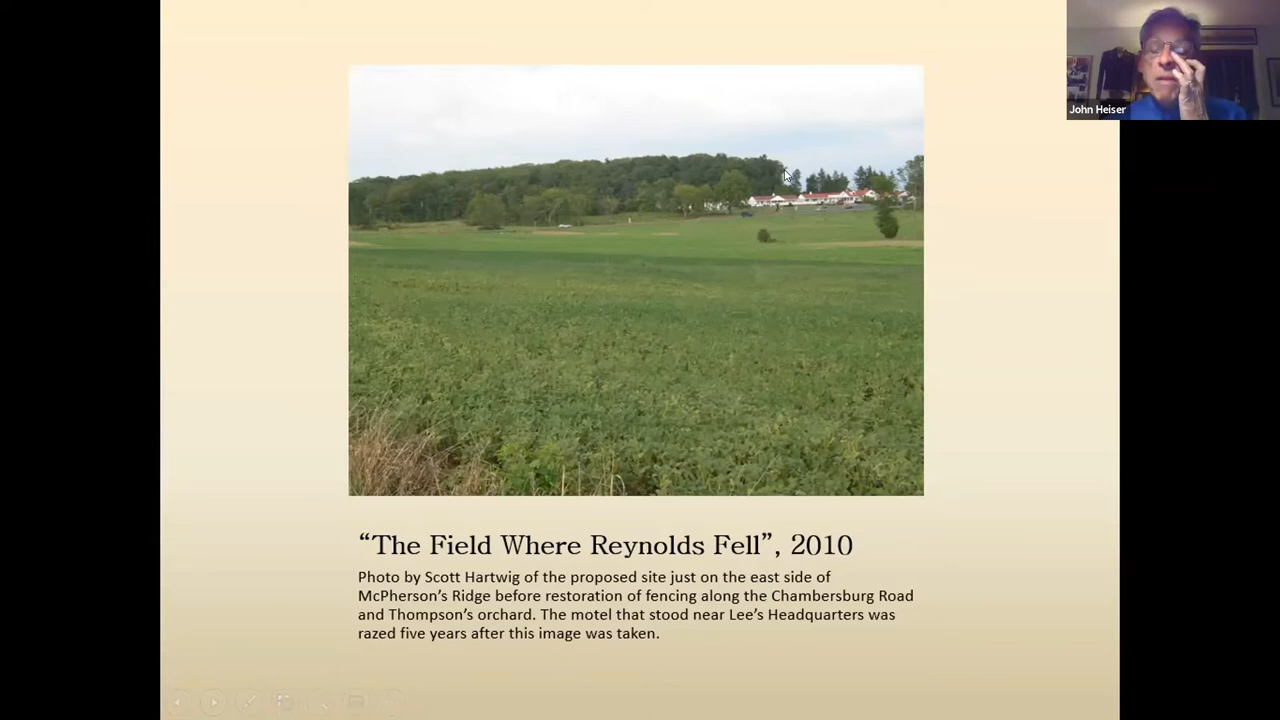 John Heiser
“The Field Where Reynolds Fell”, 2010
Photo by Scott Hartwig of the proposed site just on the east side of
McPherson’s Ridge before restoration of fencing along the Chambersburg Road
and Thompson’s orchard. The motel that stood near Lee’s Headquarters was
razed five years after this image was taken.